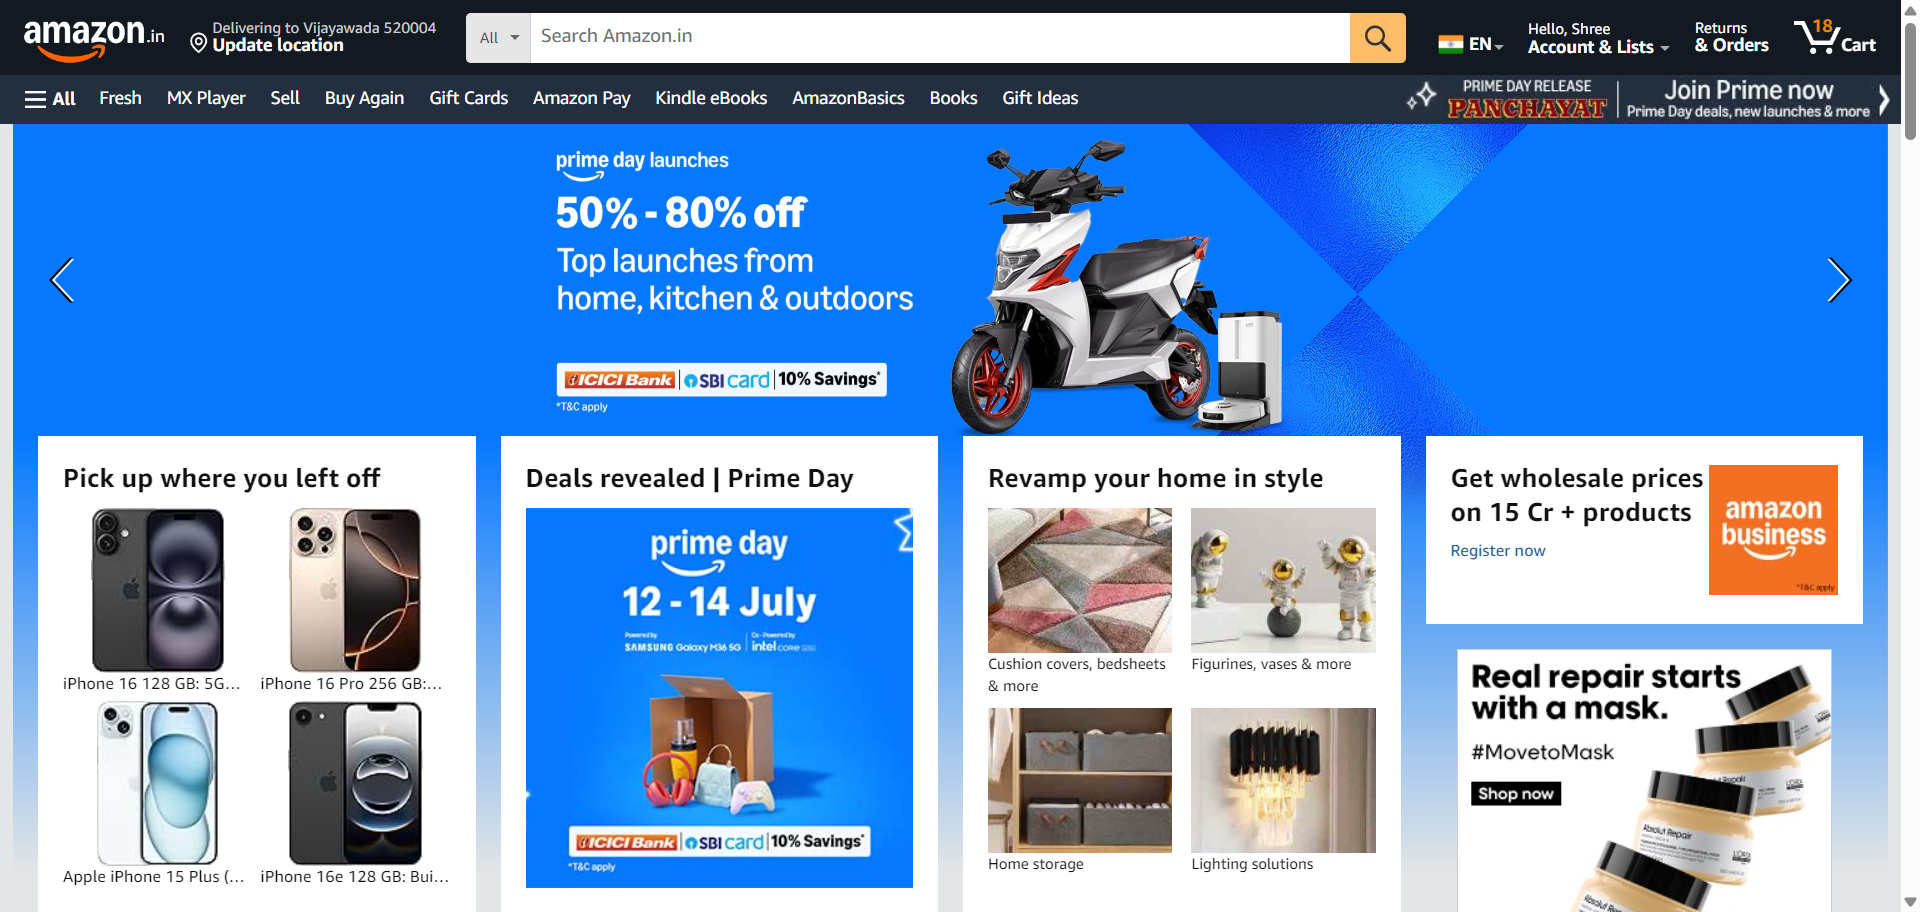 amazon.in
Delivering to Vijayawada 520004
Update location
All
Search Amazon.in
EN
Hello, Shree
Account & Lists
Returns
& Orders
18
Cart
All
Fresh
MX Player
Sell
Buy Again
Gift Cards
Amazon Pay
Kindle eBooks
AmazonBasics
Books
Gift Ideas
PRIME DAY RELEASE
PANCHAYAT
Join Prime now
Prime Day deals, new launches & more
prime day launches
50% - 80% off
Top launches from
home, kitchen & outdoors
ICICI Bank | SBI card | 10% Savings*
*T&C apply
Pick up where you left off
iPhone 16 128 GB: 5G...
iPhone 16 Pro 256 GB:...
Apple iPhone 15 Plus (...
iPhone 16e 128 GB: Bui...
Deals revealed | Prime Day
prime day
12 - 14 July
Powered by
SAMSUNG Galaxy M36 5G
Co-Powered by
intel core
ICICI Bank | SBI card | 10% Savings*
*T&C apply
Revamp your home in style
Cushion covers, bedsheets
& more
Figurines, vases & more
Home storage
Lighting solutions
Get wholesale prices
on 15 Cr + products
Register now
amazon
business
*T&C apply
Real repair starts
with a mask.
#MovetoMask
Shop now
Absolut Repair